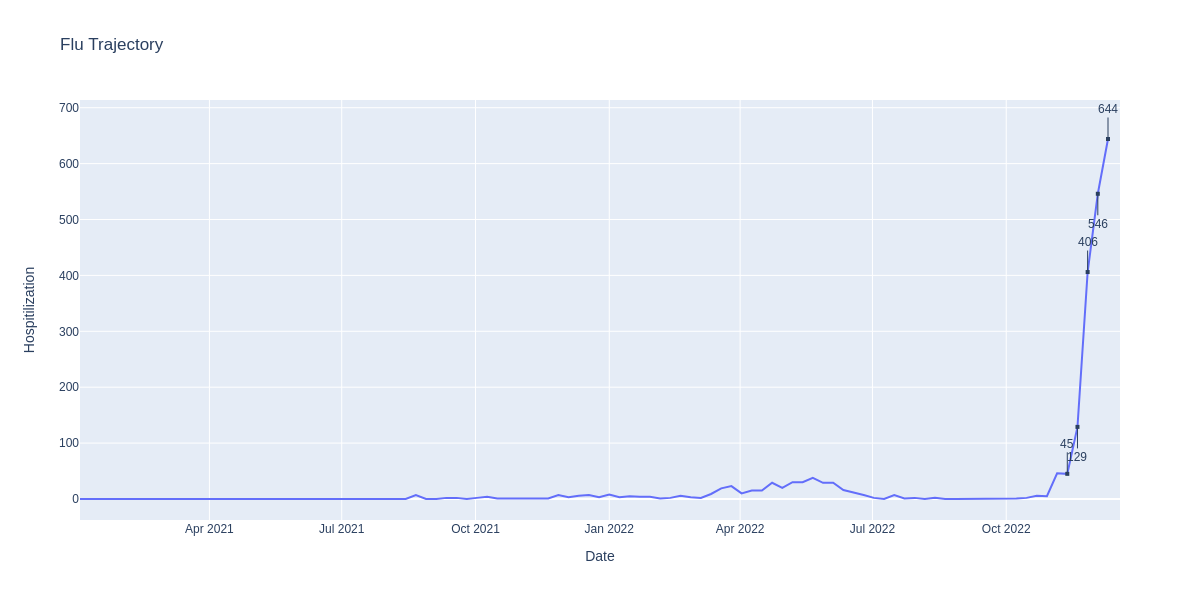 Flu Trajectory
Hospitilization
700
600
500
400
300
200
100
0
644
546
406
45
129
Apr 2021
Jul 2021
Oct 2021
Jan 2022
Apr 2022
Jul 2022
Oct 2022
Date